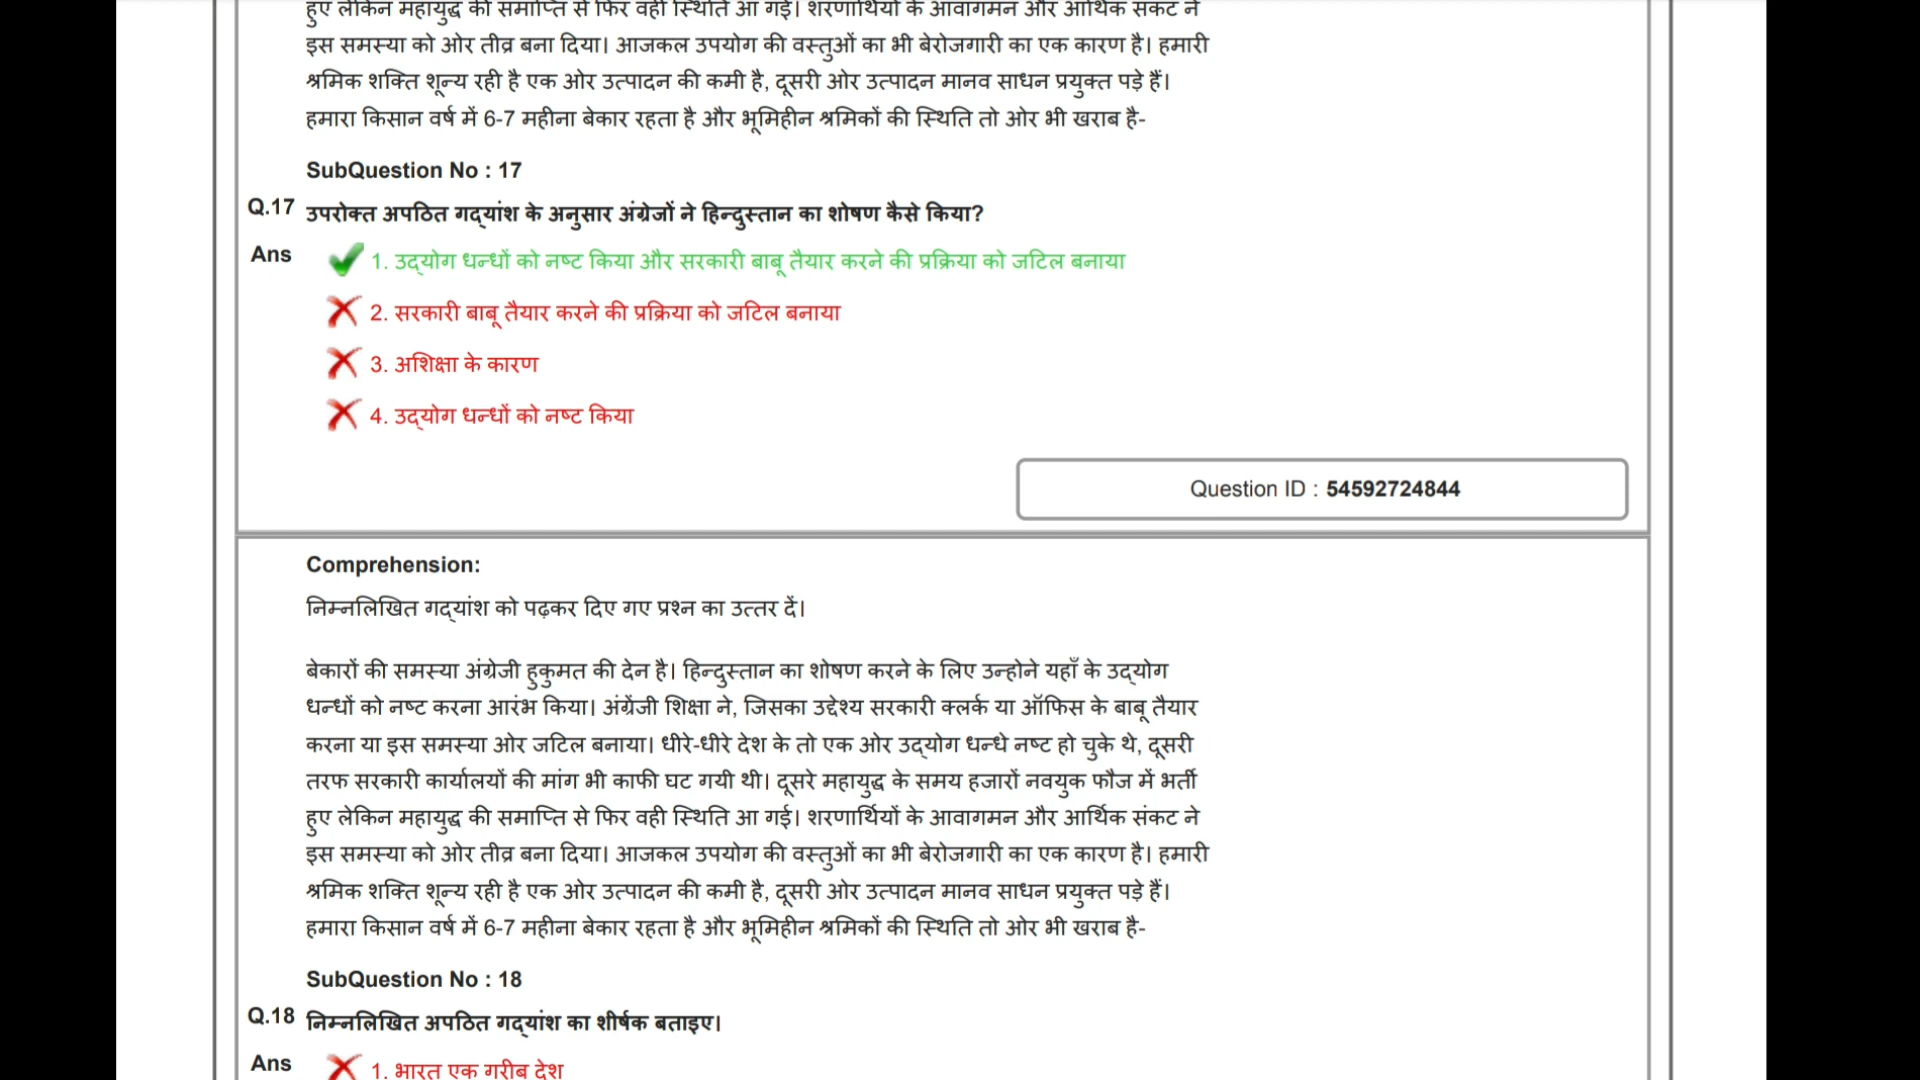 हुए लेकिन महायुद्ध की समाप्ति से फिर वही स्थिति आ गई। शरणार्थियों के आवागमन और आर्थिक संकट ने
इस समस्या को ओर तीव्र बना दिया। आजकल उपयोग की वस्तुओं का भी बेरोजगारी का एक कारण है। हमारी
श्रमिक शक्ति शून्य रही है एक ओर उत्पादन की कमी है, दूसरी ओर उत्पादन मानव साधन प्रयुक्त पड़े हैं।
हमारा किसान वर्ष में 6-7 महीना बेकार रहता है और भूमिहीन श्रमिकों की स्थिति तो ओर भी खराब है-
SubQuestion No : 17
Q.17 उपरोक्त अपठित गद्यांश के अनुसार अंग्रेजों ने हिन्दुस्तान का शोषण कैसे किया?
Ans 1. उद्योग धन्धों को नष्ट किया और सरकारी बाबू तैयार करने की प्रक्रिया को जटिल बनाया
2. सरकारी बाबू तैयार करने की प्रक्रिया को जटिल बनाया
3. अशिक्षा के कारण
4. उद्योग धन्धों को नष्ट किया
Question ID : 54592724844
Comprehension:
निम्नलिखित गद्यांश को पढ़कर दिए गए प्रश्न का उत्तर दें।
बेकारों की समस्या अंग्रेजी हुकुमत की देन है। हिन्दुस्तान का शोषण करने के लिए उन्होने यहाँ के उद्योग
धन्धों को नष्ट करना आरंभ किया। अंग्रेंजी शिक्षा ने, जिसका उद्देश्य सरकारी क्लर्क या ऑफिस के बाबू तैयार
करना या इस समस्या ओर जटिल बनाया। धीरे-धीरे देश के तो एक ओर उद्योग धन्धे नष्ट हो चुके थे, दूसरी
तरफ सरकारी कार्यालयों की मांग भी काफी घट गयी थी। दूसरे महायुद्ध के समय हजारों नवयुक फौज में भर्ती
हुए लेकिन महायुद्ध की समाप्ति से फिर वही स्थिति आ गई। शरणार्थियों के आवागमन और आर्थिक संकट ने
इस समस्या को ओर तीव्र बना दिया। आजकल उपयोग की वस्तुओं का भी बेरोजगारी का एक कारण है। हमारी
श्रमिक शक्ति शून्य रही है एक ओर उत्पादन की कमी है, दूसरी ओर उत्पादन मानव साधन प्रयुक्त पड़े हैं।
हमारा किसान वर्ष में 6-7 महीना बेकार रहता है और भूमिहीन श्रमिकों की स्थिति तो ओर भी खराब है-
SubQuestion No : 18
Q.18 निम्नलिखित अपठित गद्यांश का शीर्षक बताइए।
Ans 1. भारत एक गरीब देश